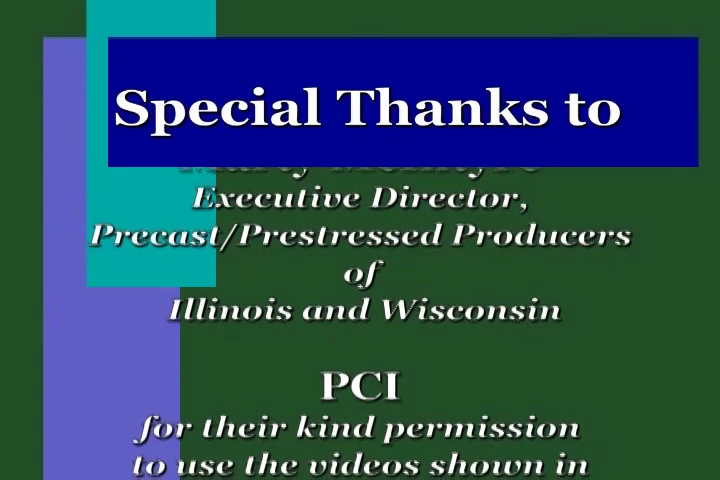 Special Thanks to
Executive Director,
Precast/Prestressed Producers
of
Illinois and Wisconsin
PCI
for their kind permission
to use the videos shown in